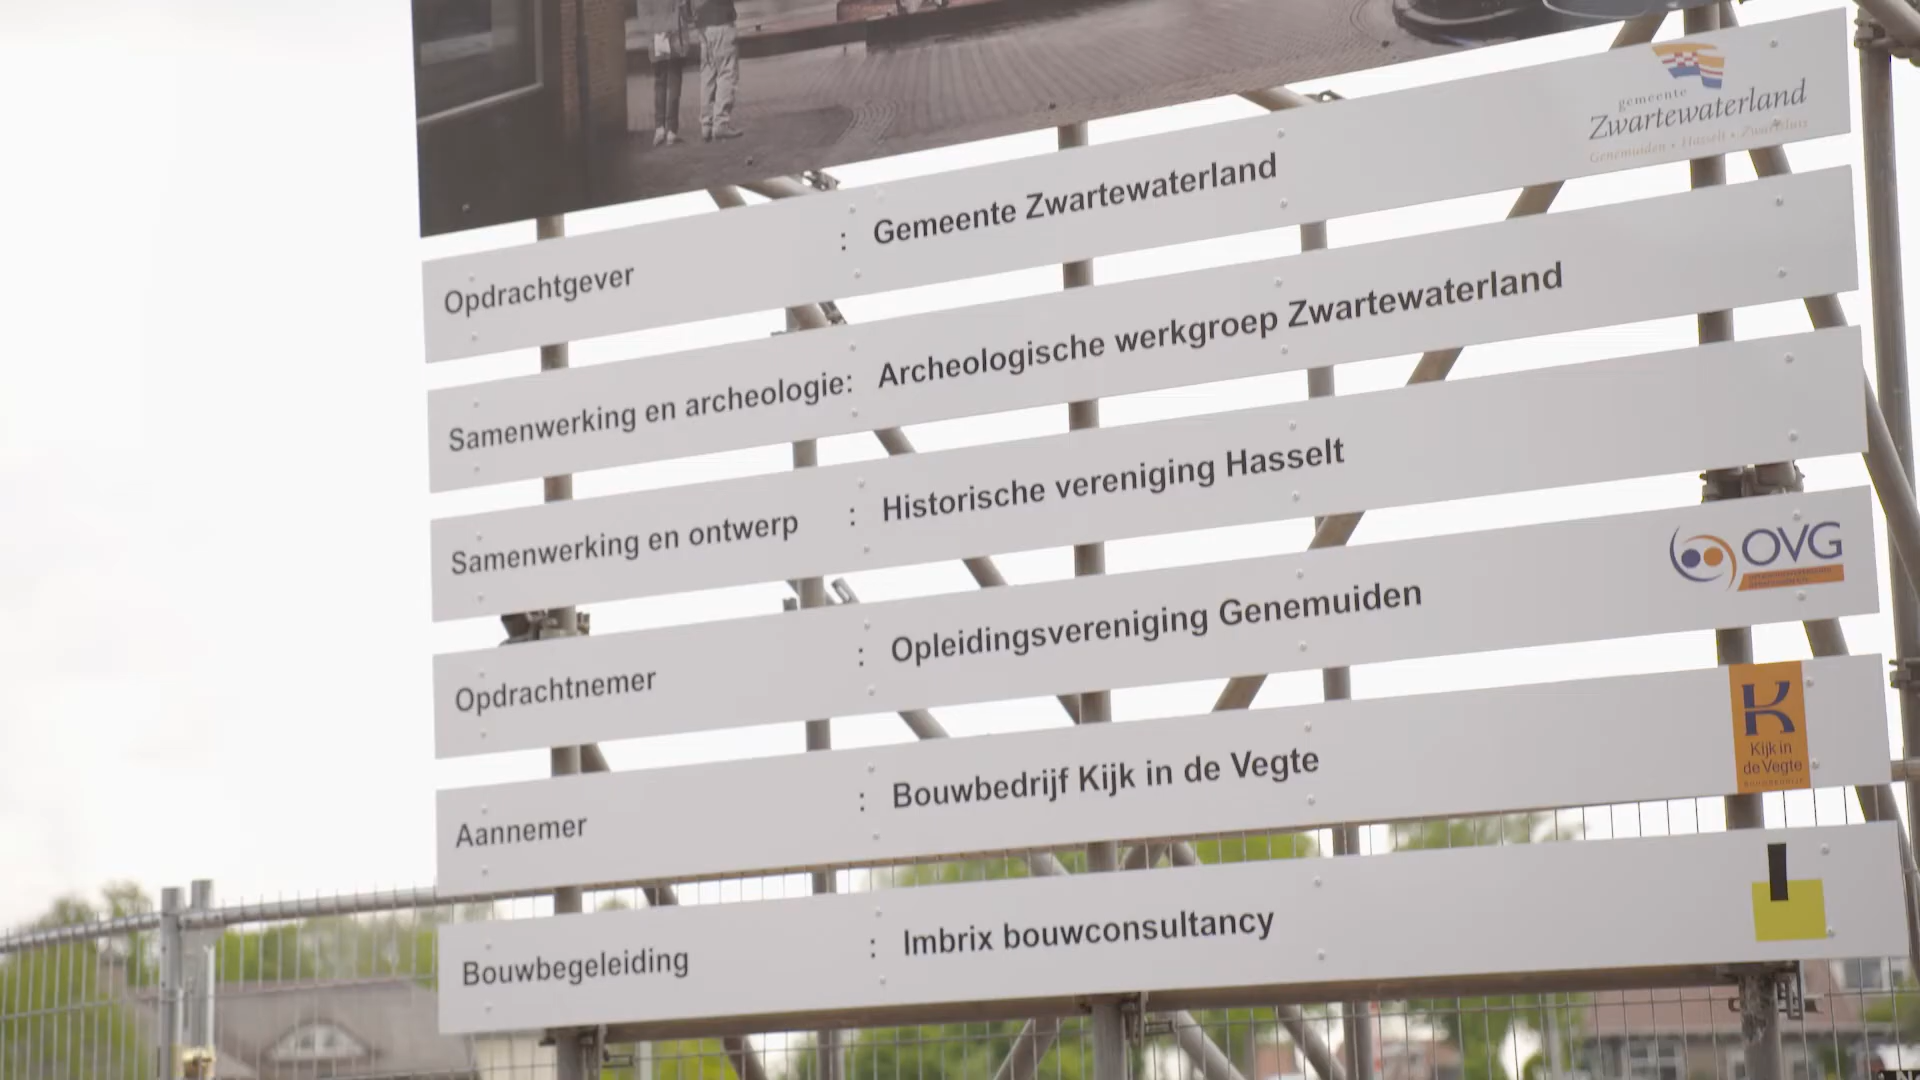 gemeente
Zwartewaterland
Genemuiden • Hasselt • Zwartsluis
Opdrachtgever : Gemeente Zwartewaterland
Samenwerking en archeologie: Archeologische werkgroep Zwartewaterland
Samenwerking en ontwerp : Historische vereniging Hasselt
OVG
Opdrachtnemer : Opleidingsvereniging Genemuiden
K
Kijk in
de Vegte
Aannemer : Bouwbedrijf Kijk in de Vegte
Bouwbegeleiding : Imbrix bouwconsultancy